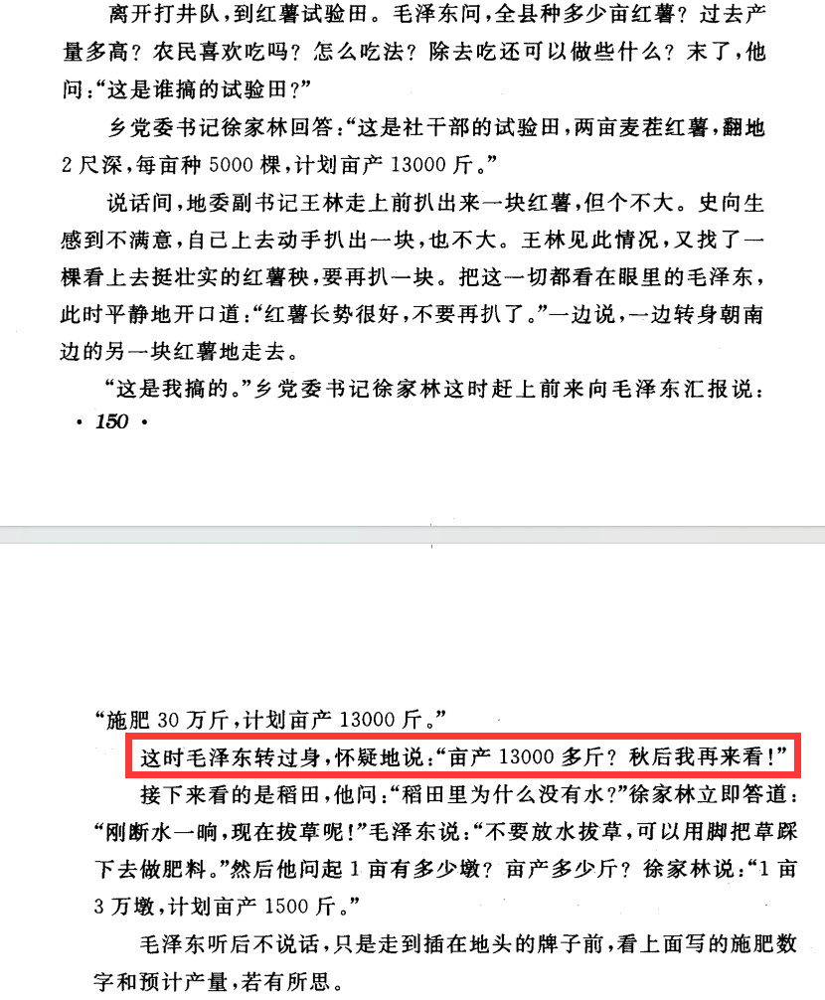 离开打井队，到红薯试验田。毛泽东问，全县种多少亩红薯？过去产
量多高？农民喜欢吃吗？怎么吃法？除去吃还可以做些什么？末了，他
问：“这是谁搞的试验田？”
乡党委书记徐家林回答：“这是社干部的试验田，两亩麦茬红薯，翻地
2尺深，每亩种5000棵，计划亩产13000斤。”
说话间，地委副书记王林走上前扒出来一块红薯，但个不大。史向生
感到不满意，自己上去动手扒出一块，也不大。王林见此情况，又找了一
棵看上去挺壮实的红薯秧，要再扒一块。把这一切都看在眼里的毛泽东，
此时平静地开口道：“红薯长势很好，不要再扒了。”一边说，一边转身朝南
边的另一块红薯地走去。
“这是我搞的。”乡党委书记徐家林这时赶上前来向毛泽东汇报说：
· 150 ·
“施肥30万斤，计划亩产13000斤。”
这时毛泽东转过身，怀疑地说：“亩产13000多斤？秋后我再来看！”
接下来看的是稻田，他问：“稻田里为什么没有水？”徐家林立即答道：
“刚断水一晌，现在拔草呢！”毛泽东说：“不要放水拔草，可以用脚把草踩
下去做肥料。”然后他问起1亩有多少墩？亩产多少斤？徐家林说：“1亩
3万墩，计划亩产1500斤。”
毛泽东听后不说话，只是走到插在地头的牌子前，看上面写的施肥数
字和预计产量，若有所思。